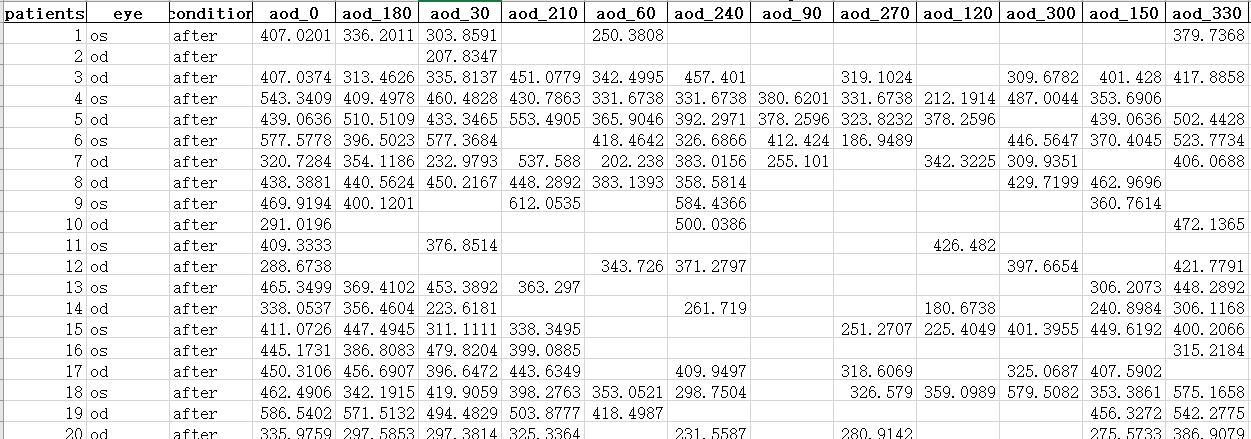 patients eye condition aod_0 aod_180 aod_30 aod_210 aod_60 aod_240 aod_90 aod_270 aod_120 aod_300 aod_150 aod_330
1 os after 407.0201 336.2011 303.8591 250.3808 379.7368
2 od after 207.8347
3 od after 407.0374 313.4626 335.8137 451.0779 342.4995 457.401 319.1024 309.6782 401.428 417.8858
4 os after 543.3409 409.4978 460.4828 430.7863 331.6738 331.6738 380.6201 331.6738 212.1914 487.0044 353.6906
5 od after 439.0636 510.5109 433.3465 553.4905 365.9046 392.2971 378.2596 323.8232 378.2596 439.0636 502.4428
6 os after 577.5778 396.5023 577.3684 418.4642 326.6866 412.424 186.9489 446.5647 370.4045 523.7734
7 od after 320.7284 354.1186 232.9793 537.588 202.238 383.0156 255.101 342.3225 309.9351 406.0688
8 od after 438.3881 440.5624 450.2167 448.2892 383.1393 358.5814 429.7199 462.9696
9 os after 469.9194 400.1201 612.0535 584.4366 360.7614
10 od after 291.0196 500.0386 472.1365
11 os after 409.3333 376.8514 426.482
12 od after 288.6738 343.726 371.2797 397.6654 421.7791
13 os after 465.3499 369.4102 453.3892 363.297 306.2073 448.2892
14 od after 338.0537 356.4604 223.6181 261.719 180.6738 240.8984 306.1168
15 os after 411.0726 447.4945 311.1111 338.3495 251.2707 225.4049 401.3955 449.6192 400.2066
16 os after 445.1731 386.8083 479.8204 399.0885 315.2184
17 od after 450.3106 456.6907 396.6472 443.6349 409.9497 318.6069 325.0687 407.5902
18 os after 462.4906 342.1915 419.9059 398.2763 353.0521 298.7504 326.579 359.0989 579.5082 353.3861 575.1658
19 od after 586.5402 571.5132 494.4829 503.8777 418.4987 456.3272 542.2775
20 od after 335.9759 297.5853 297.3814 325.3364 231.5587 280.9142 275.5733 386.9079